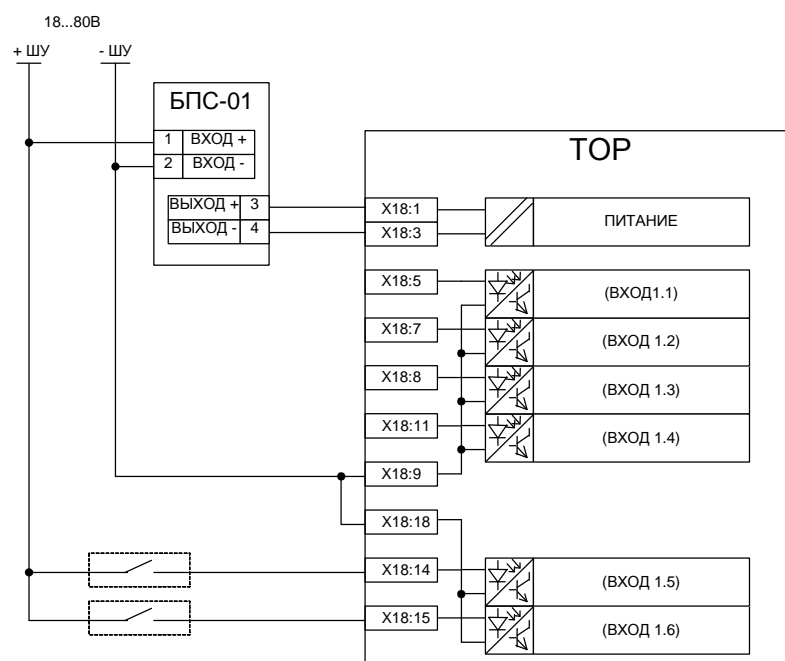 18...80В
+ ШУ
- ШУ
БПС-01
1 ВХОД +
2 ВХОД -
ВЫХОД + 3
ВЫХОД - 4
ТОР
X18:1
X18:3
ПИТАНИЕ
X18:5
(ВХОД1.1)
X18:7
(ВХОД 1.2)
X18:8
(ВХОД 1.3)
X18:11
(ВХОД 1.4)
X18:9
X18:18
X18:14
(ВХОД 1.5)
X18:15
(ВХОД 1.6)